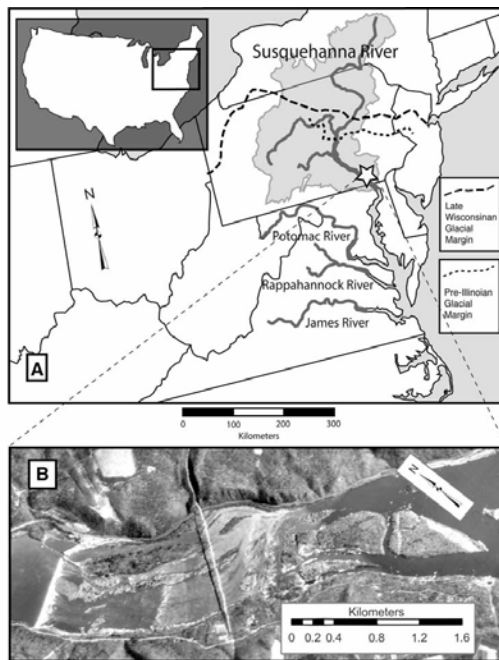 A
Susquehanna River
N
Late
Wisconsinan
Glacial
Margin
Pre-Illinoian
Glacial
Margin
Potomac River
Rappahannock River
James River
0 100 200 300
Kilometers
B
N
Kilometers
0 0.2 0.4 0.8 1.2 1.6